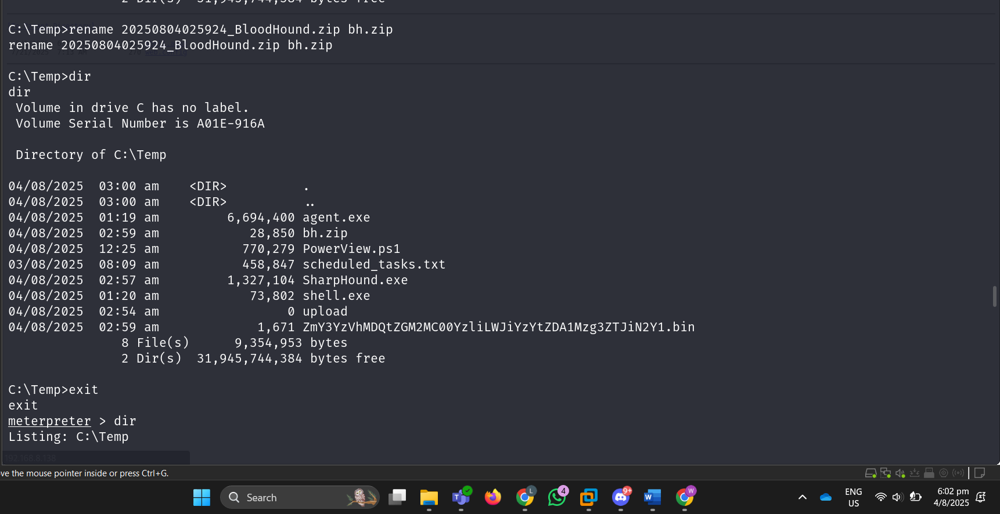 2 Dir(s)  31,945,744,384 bytes free
C:\Temp>rename 20250804025924_BloodHound.zip bh.zip
rename 20250804025924_BloodHound.zip bh.zip
C:\Temp>dir
dir
Volume in drive C has no label.
Volume Serial Number is A01E-916A
Directory of C:\Temp
04/08/2025  03:00 am    <DIR>          .
04/08/2025  03:00 am    <DIR>          ..
04/08/2025  01:19 am         6,694,400 agent.exe
04/08/2025  02:59 am            28,850 bh.zip
04/08/2025  12:25 am           770,279 PowerView.ps1
03/08/2025  08:09 am           458,847 scheduled_tasks.txt
04/08/2025  02:57 am         1,327,104 SharpHound.exe
04/08/2025  01:20 am            73,802 shell.exe
04/08/2025  02:54 am                 0 upload
04/08/2025  02:59 am             1,671 ZmY3YzVhMDQtZGM2MC00YzliLWJiYzYtZDA1Mzg3ZTJiN2Y1.bin
8 File(s)      9,354,953 bytes
2 Dir(s)  31,945,744,384 bytes free
C:\Temp>exit
exit
meterpreter > dir
Listing: C:\Temp
192.168.8.138
ve the mouse pointer inside or press Ctrl+G.
Search
L
4
9+
W
ENG
US
6:02 pm
4/8/2025